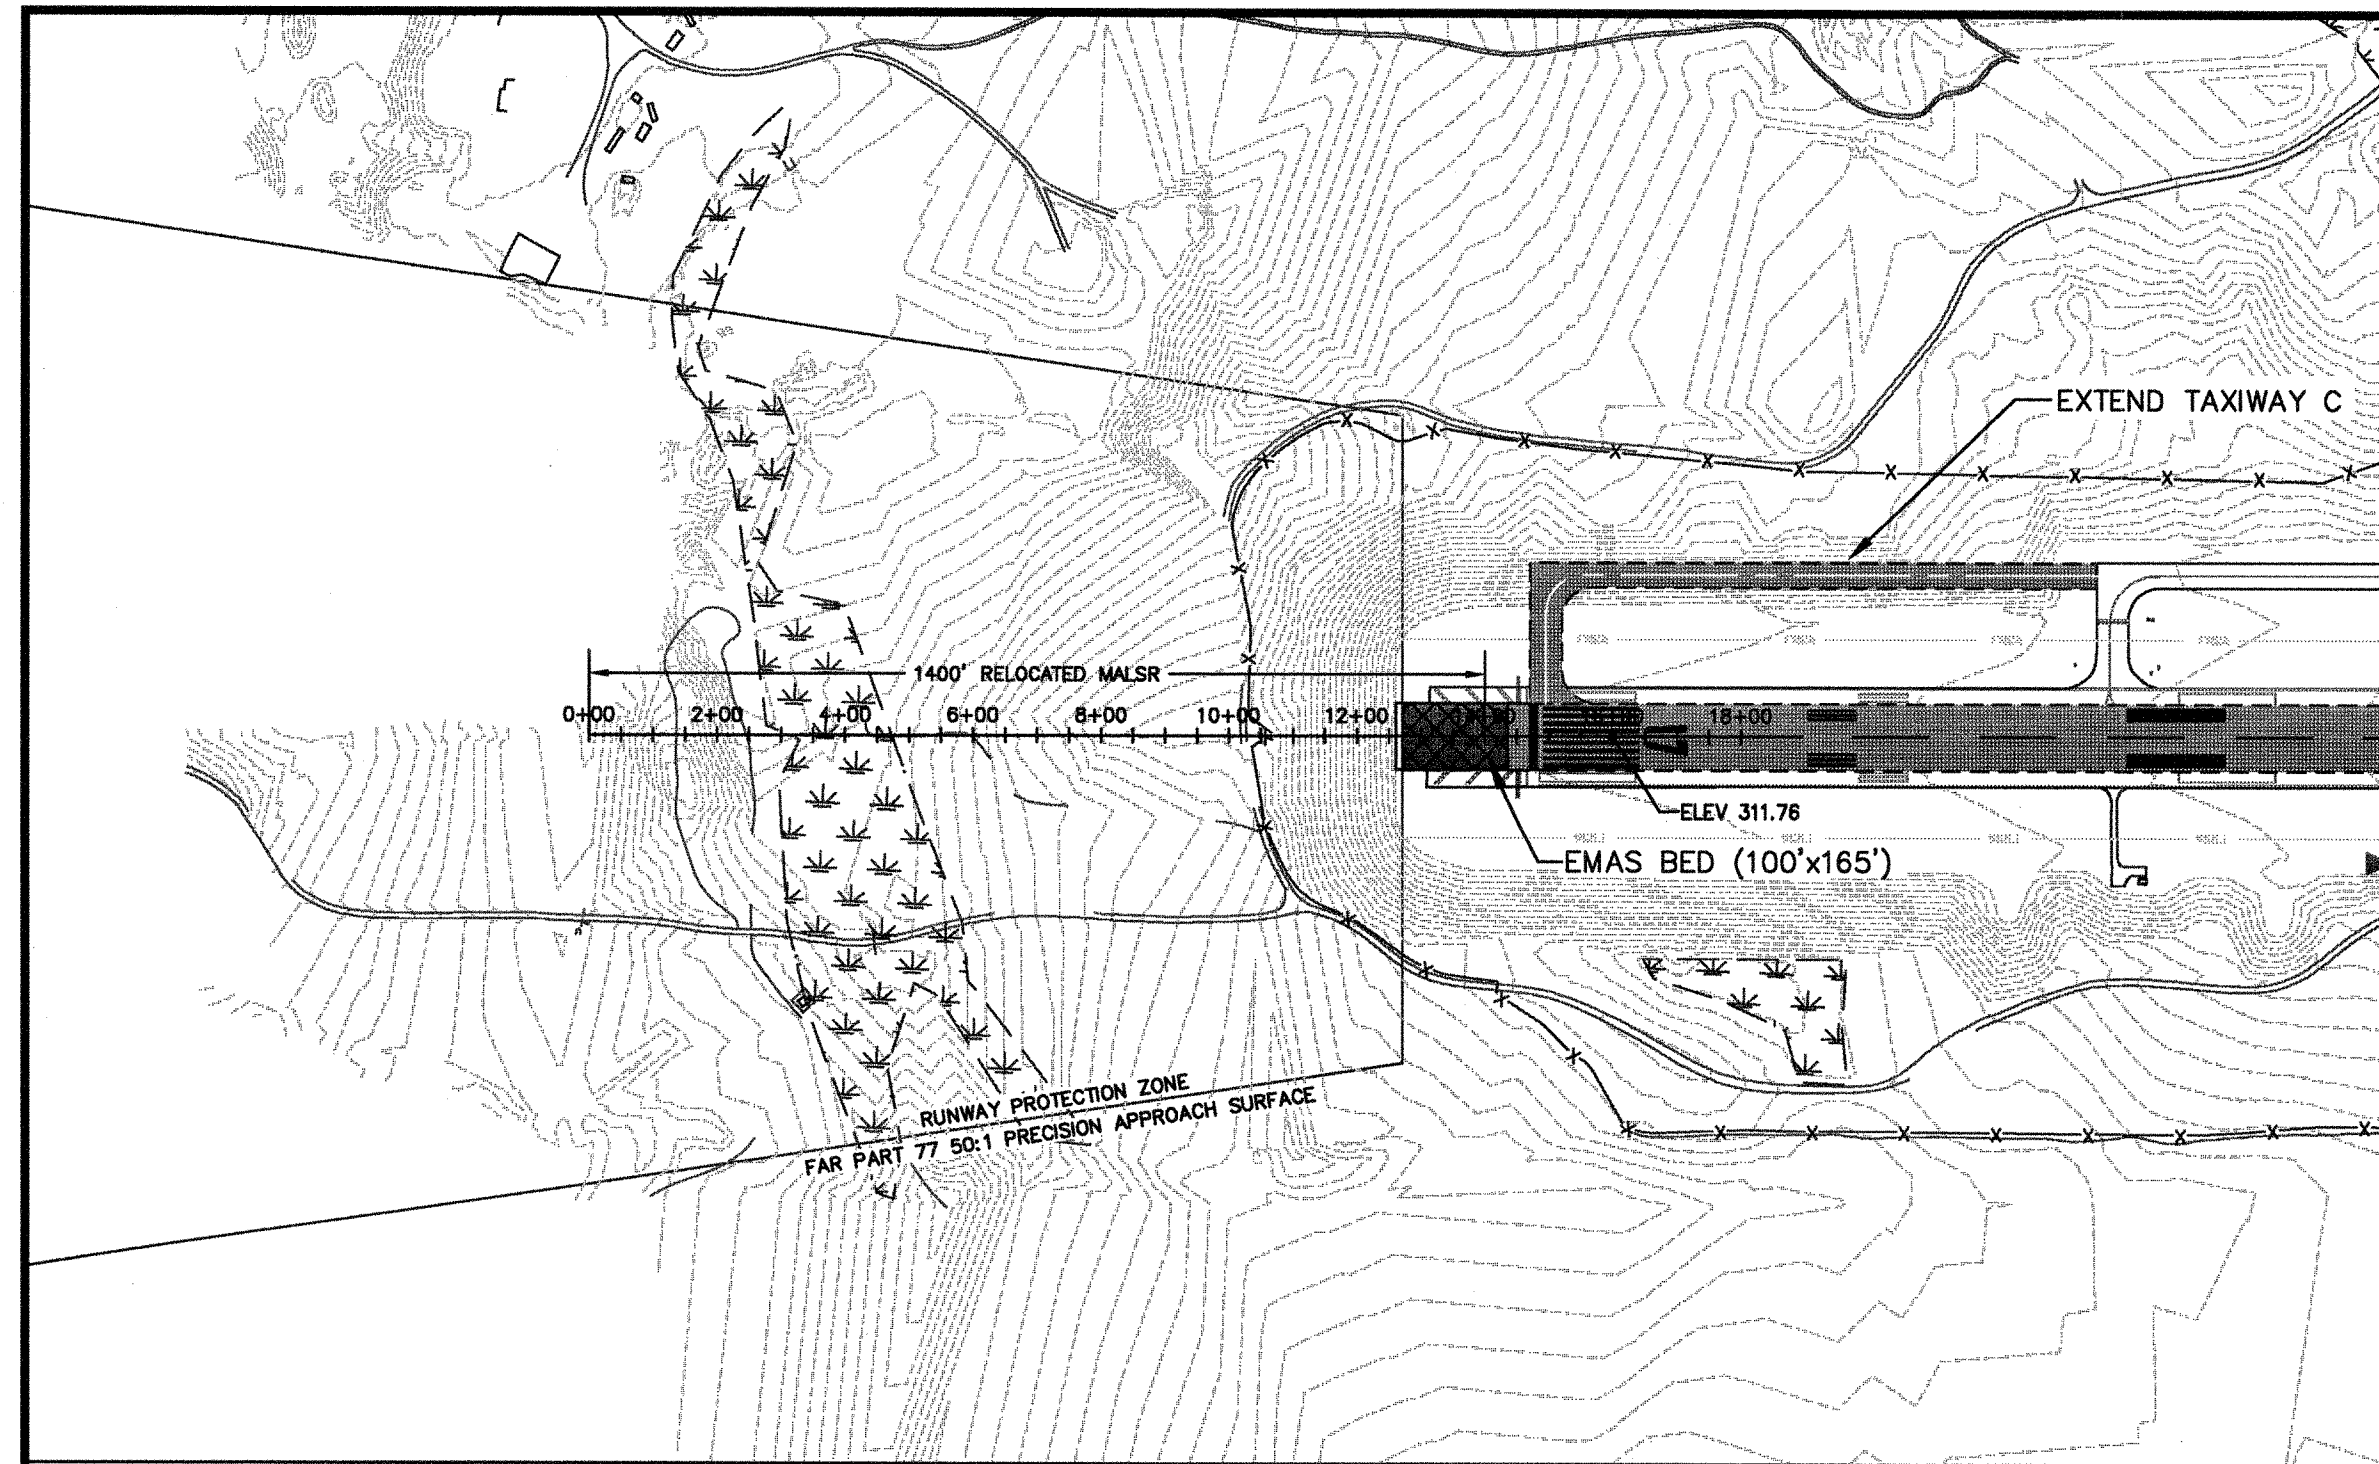 EXTEND TAXIWAY C
1400' RELOCATED MALSR
0+00 2+00 4+00 6+00 8+00 10+00 12+00 18+00
ELEV 311.76
EMAS BED (100'x165')
RUNWAY PROTECTION ZONE
FAR PART 77 50:1 PRECISION APPROACH SURFACE